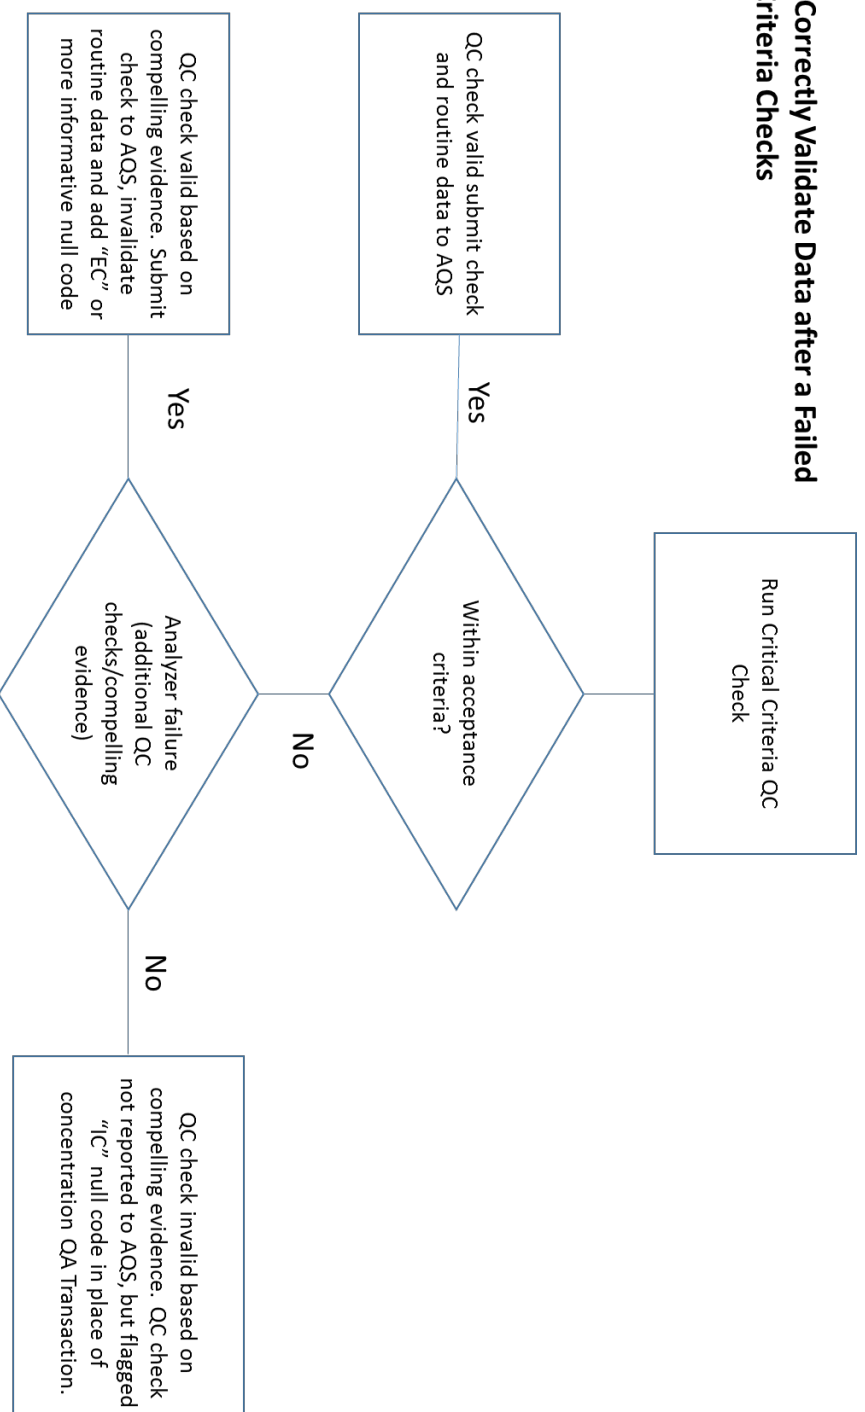 Correctly Validate Data after a Failed
riteria Checks
Run Critical Criteria QC
Check
Within acceptance
criteria?
Yes
QC check valid submit check
and routine data to AQS
No
Analyzer failure
(additional QC
checks/compelling
evidence)
Yes
QC check valid based on
compelling evidence. Submit
check to AQS, invalidate
routine data and add “EC” or
more informative null code
No
QC check invalid based on
compelling evidence. QC check
not reported to AQS, but flagged
“IC” null code in place of
concentration QA Transaction.